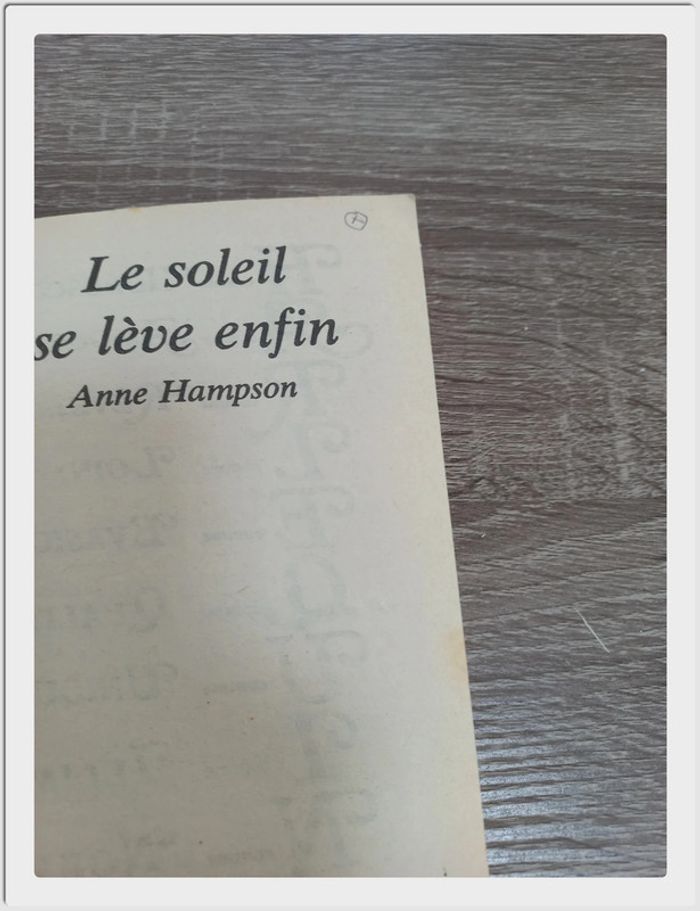 Le soleil
se lève enfin
Anne Hampson